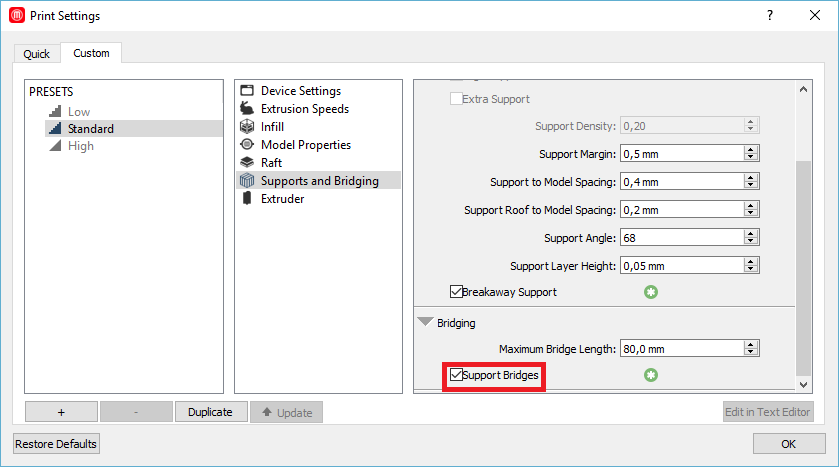 Print Settings
?
Quick
Custom
PRESETS
Low
Standard
High
Device Settings
Extrusion Speeds
Infill
Model Properties
Raft
Supports and Bridging
Extruder
Extra Support
Support Density: 0,20
Support Margin: 0,5 mm
Support to Model Spacing: 0,4 mm
Support Roof to Model Spacing: 0,2 mm
Support Angle: 68
Support Layer Height: 0,05 mm
Breakaway Support
Bridging
Maximum Bridge Length: 80,0 mm
Support Bridges
+
-
Duplicate
Update
Edit in Text Editor
Restore Defaults
OK